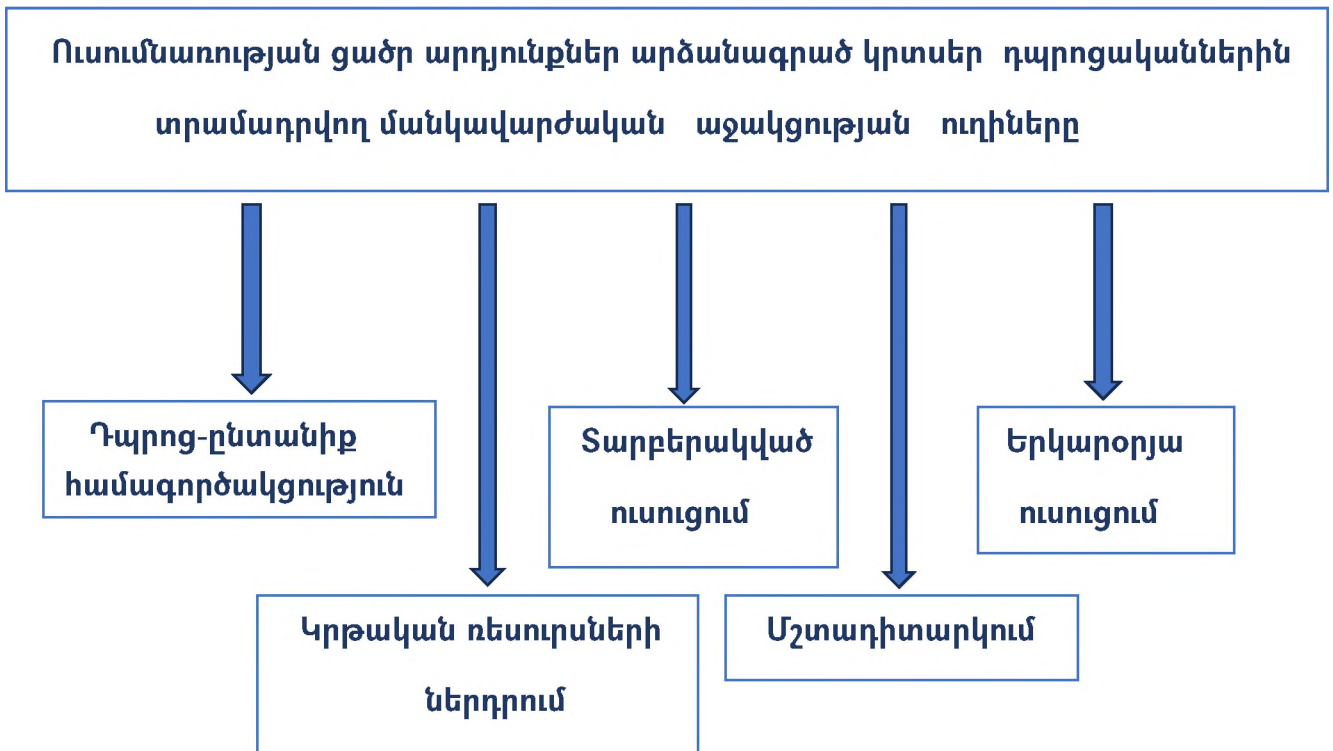 Ուսումնառության ցածր արդյունքներ արձանագրած կրտսեր դպրոցականներին
տրամադրվող մանկավարժական աջակցության ուղիները
Դպրոց-ընտանիք
համագործակցություն
Կրթական ռեսուրսների
ներդրում
Տարբերակված
ուսուցում
Մշտադիտարկում
Երկարօրյա
ուսուցում